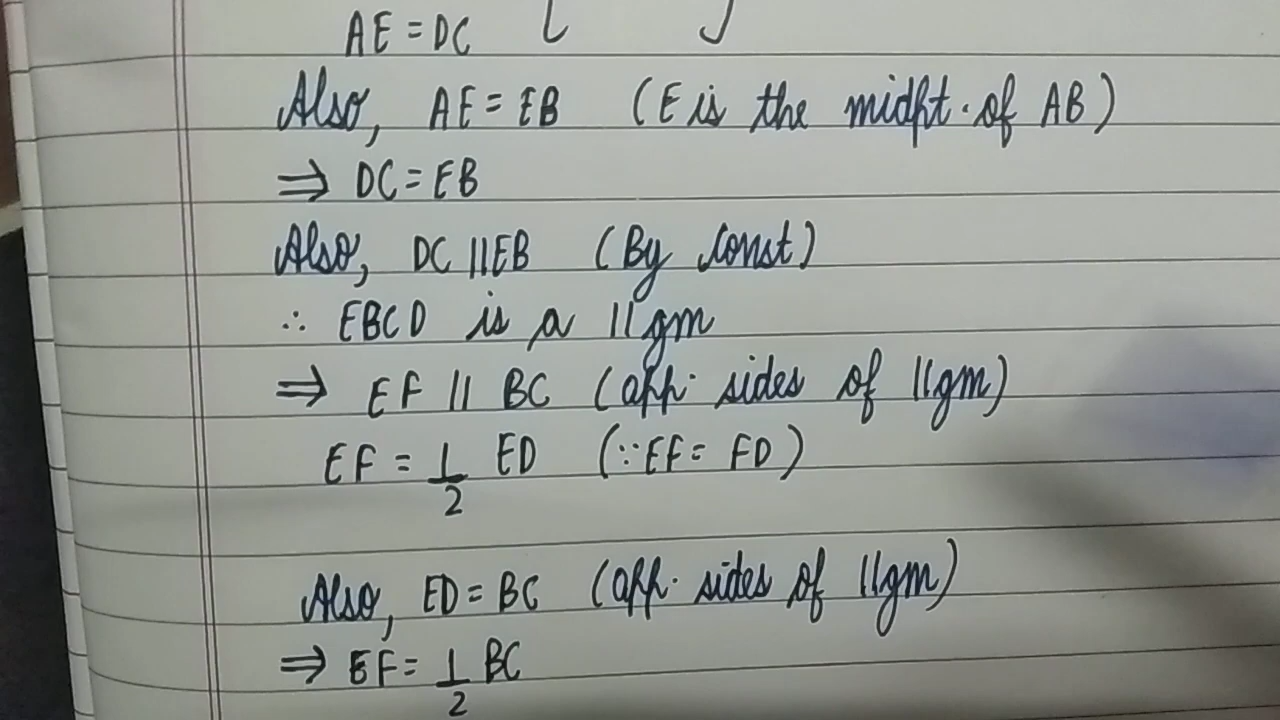 AE = DC [ ]
Also, AE = EB (E is the midpt. of AB)
⇒ DC = EB
Also, DC || EB (By const)
∴ EBCD is a ||gm
⇒ EF || BC (opp. sides of ||gm)
EF = 1/2 ED (∵ EF = FD)
Also, ED = BC (opp. sides of ||gm)
⇒ EF = 1/2 BC